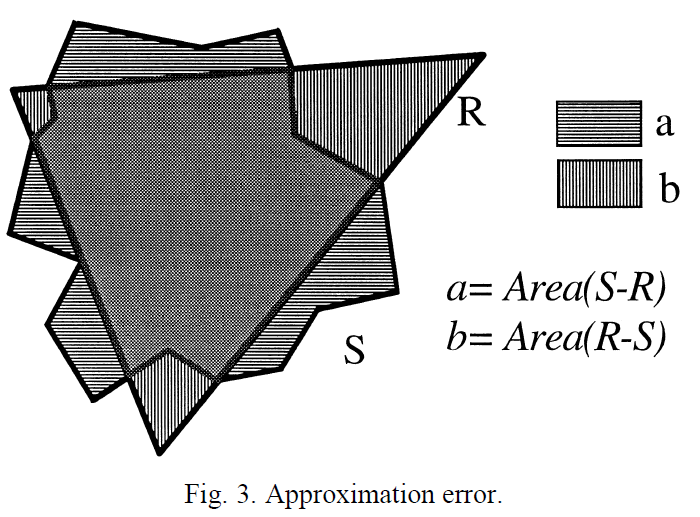 R
a
b
a= Area(S-R)
b= Area(R-S)
S
Fig. 3. Approximation error.